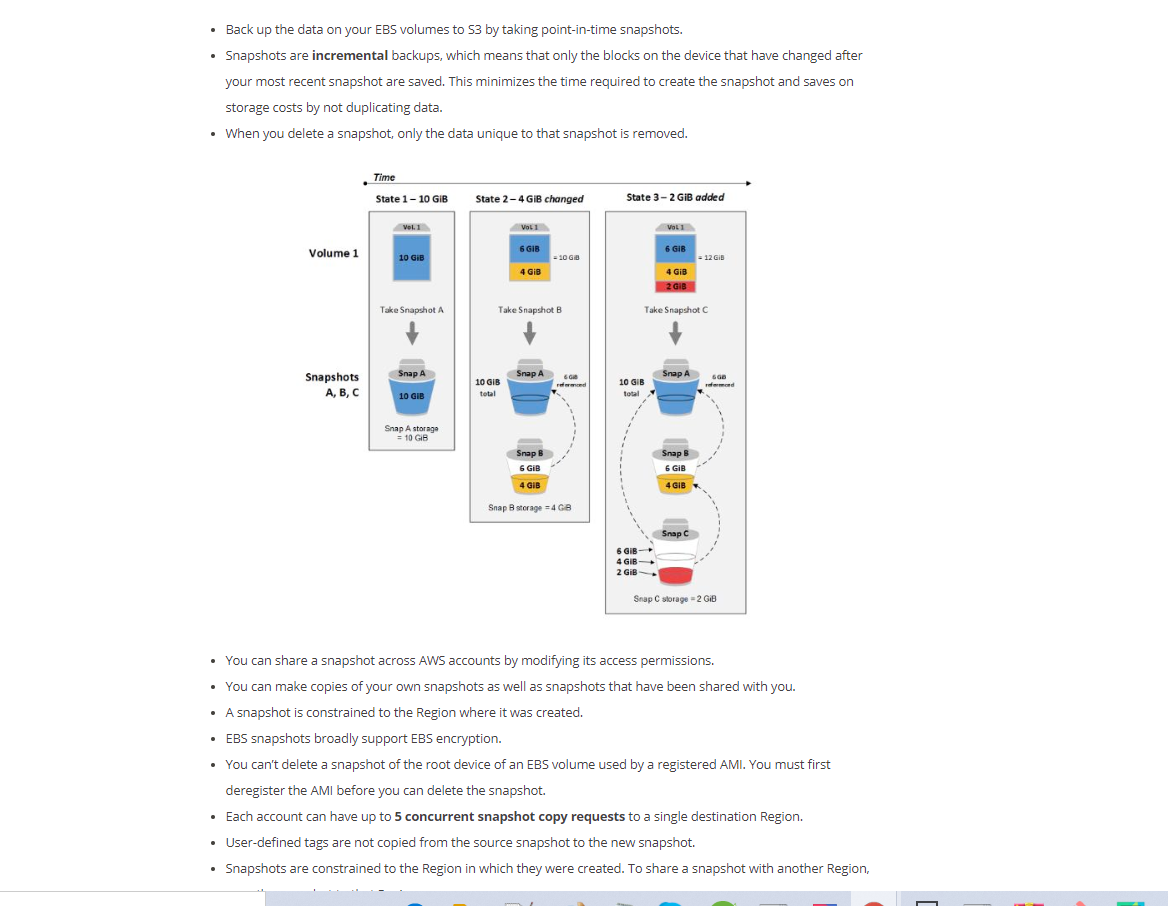 Back up the data on your EBS volumes to S3 by taking point-in-time snapshots.
Snapshots are incremental backups, which means that only the blocks on the device that have changed after
your most recent snapshot are saved. This minimizes the time required to create the snapshot and saves on
storage costs by not duplicating data.
When you delete a snapshot, only the data unique to that snapshot is removed.
Time
State 1 – 10 GiB
State 2 – 4 GiB changed
State 3 – 2 GiB added
Volume 1
Vol. 1
10 GiB
Vol. 1
6 GiB
4 GiB
= 10 GiB
Vol. 1
6 GiB
4 GiB
2 GiB
= 12 GiB
Take Snapshot A
Take Snapshot B
Take Snapshot C
Snapshots
A, B, C
Snap A
10 GiB
Snap A storage
= 10 GiB
10 GiB
total
Snap A
6 GiB
referenced
Snap B
6 GiB
4 GiB
Snap B storage = 4 GiB
10 GiB
total
Snap A
6 GiB
referenced
Snap B
6 GiB
4 GiB
Snap C
6 GiB
4 GiB
2 GiB
Snap C storage = 2 GiB
You can share a snapshot across AWS accounts by modifying its access permissions.
You can make copies of your own snapshots as well as snapshots that have been shared with you.
A snapshot is constrained to the Region where it was created.
EBS snapshots broadly support EBS encryption.
You can't delete a snapshot of the root device of an EBS volume used by a registered AMI. You must first
deregister the AMI before you can delete the snapshot.
Each account can have up to 5 concurrent snapshot copy requests to a single destination Region.
User-defined tags are not copied from the source snapshot to the new snapshot.
Snapshots are constrained to the Region in which they were created. To share a snapshot with another Region,